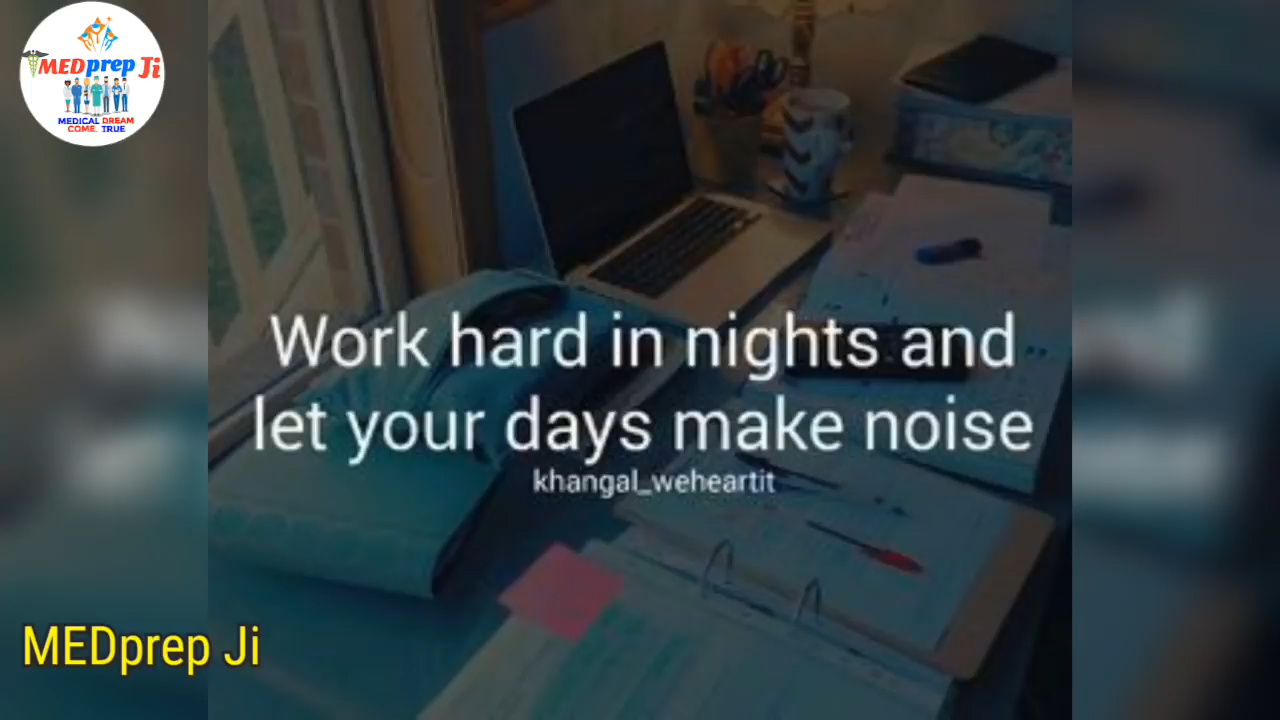 MEDprep Ji
MEDICAL DREAM
COME. TRUE
Work hard in nights and
let your days make noise
khangal_weheartit
MEDprep Ji